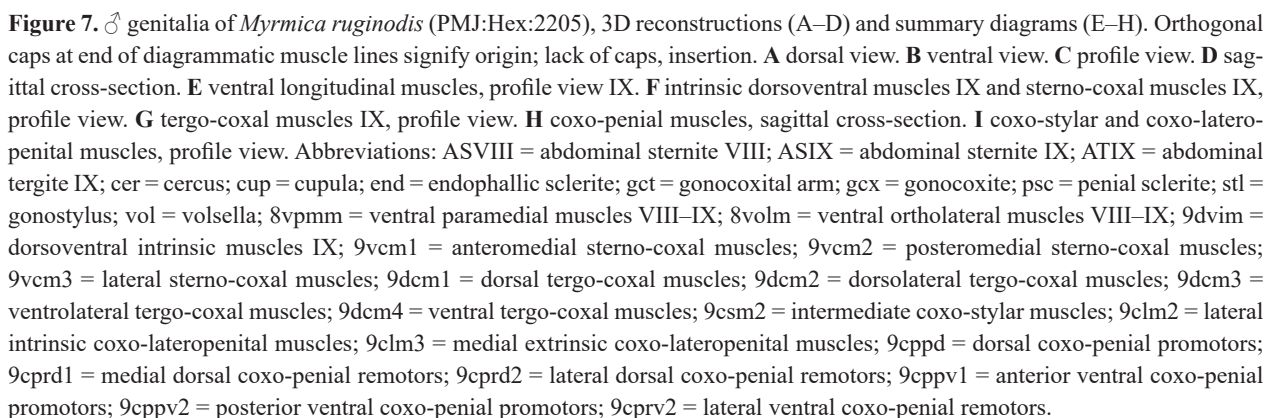 Figure 7. ♂ genitalia of Myrmica ruginodis (PMJ:Hex:2205), 3D reconstructions (A–D) and summary diagrams (E–H). Orthogonal
caps at end of diagrammatic muscle lines signify origin; lack of caps, insertion. A dorsal view. B ventral view. C profile view. D sag-
ittal cross-section. E ventral longitudinal muscles, profile view IX. F intrinsic dorsoventral muscles IX and sterno-coxal muscles IX,
profile view. G tergo-coxal muscles IX, profile view. H coxo-penial muscles, sagittal cross-section. I coxo-stylar and coxo-latero-
penital muscles, profile view. Abbreviations: ASVIII = abdominal sternite VIII; ASIX = abdominal sternite IX; ATIX = abdominal
tergite IX; cer = cercus; cup = cupula; end = endophallic sclerite; gct = gonocoxital arm; gcx = gonocoxite; psc = penial sclerite; stl =
gonostylus; vol = volsella; 8vpmm = ventral paramedial muscles VIII–IX; 8volm = ventral ortholateral muscles VIII–IX; 9dvim =
dorsoventral intrinsic muscles IX; 9vcm1 = anteromedial sterno-coxal muscles; 9vcm2 = posteromedial sterno-coxal muscles;
9vcm3 = lateral sterno-coxal muscles; 9dcm1 = dorsal tergo-coxal muscles; 9dcm2 = dorsolateral tergo-coxal muscles; 9dcm3 =
ventrolateral tergo-coxal muscles; 9dcm4 = ventral tergo-coxal muscles; 9csm2 = intermediate coxo-stylar muscles; 9clm2 = lateral
intrinsic coxo-lateropenital muscles; 9clm3 = medial extrinsic coxo-lateropenital muscles; 9cppd = dorsal coxo-penial promotors;
9cprd1 = medial dorsal coxo-penial remotors; 9cprd2 = lateral dorsal coxo-penial remotors; 9cppv1 = anterior ventral coxo-penial
promotors; 9cppv2 = posterior ventral coxo-penial promotors; 9cprv2 = lateral ventral coxo-penial remotors.